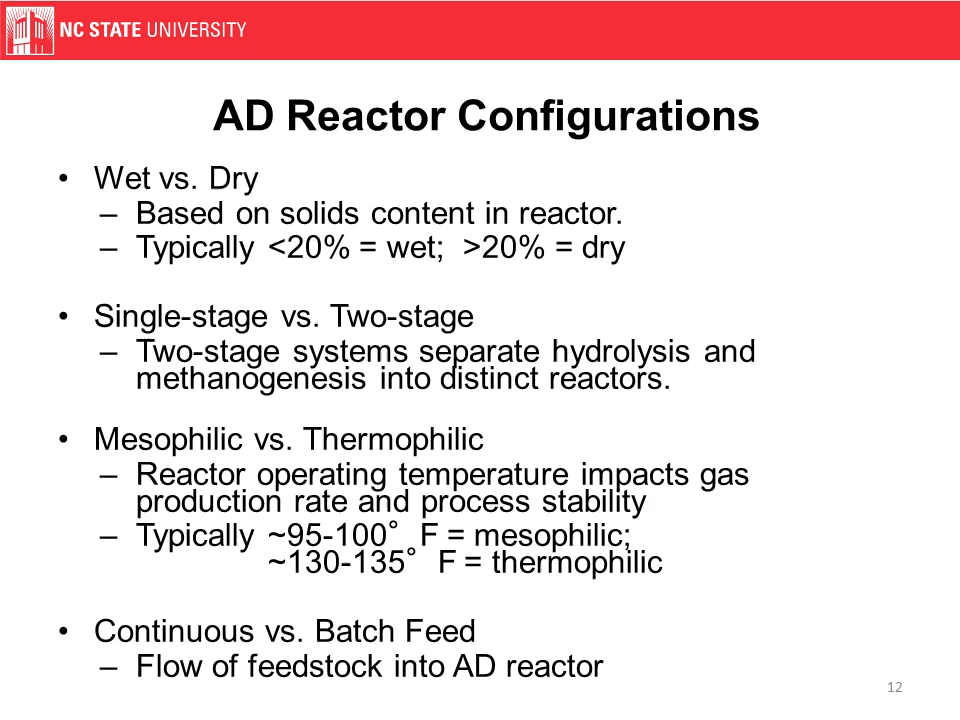 NC STATE UNIVERSITY
AD Reactor Configurations
• Wet vs. Dry
– Based on solids content in reactor.
– Typically <20% = wet;  >20% = dry
• Single-stage vs. Two-stage
– Two-stage systems separate hydrolysis and
methanogenesis into distinct reactors.
• Mesophilic vs. Thermophilic
– Reactor operating temperature impacts gas
production rate and process stability
– Typically ~95-100° F = mesophilic;
~130-135° F = thermophilic
• Continuous vs. Batch Feed
– Flow of feedstock into AD reactor
12